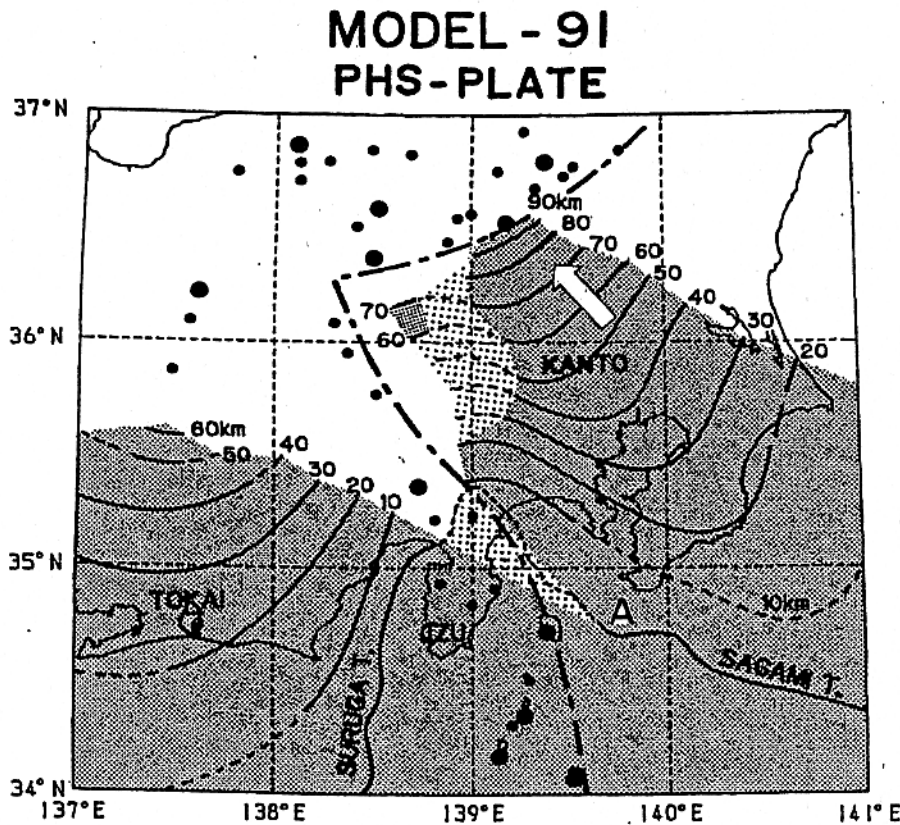 MODEL - 91
PHS-PLATE
37°N
90km
80
70
60
50
40
30
20
70
60
36°N
KANTO
60km
50
40
30
20
10
35°N
TOKAI
IZU
A
10km
SURUGA T.
SAGAMI T.
34°N
137°E
138°E
139°E
140°E
141°E